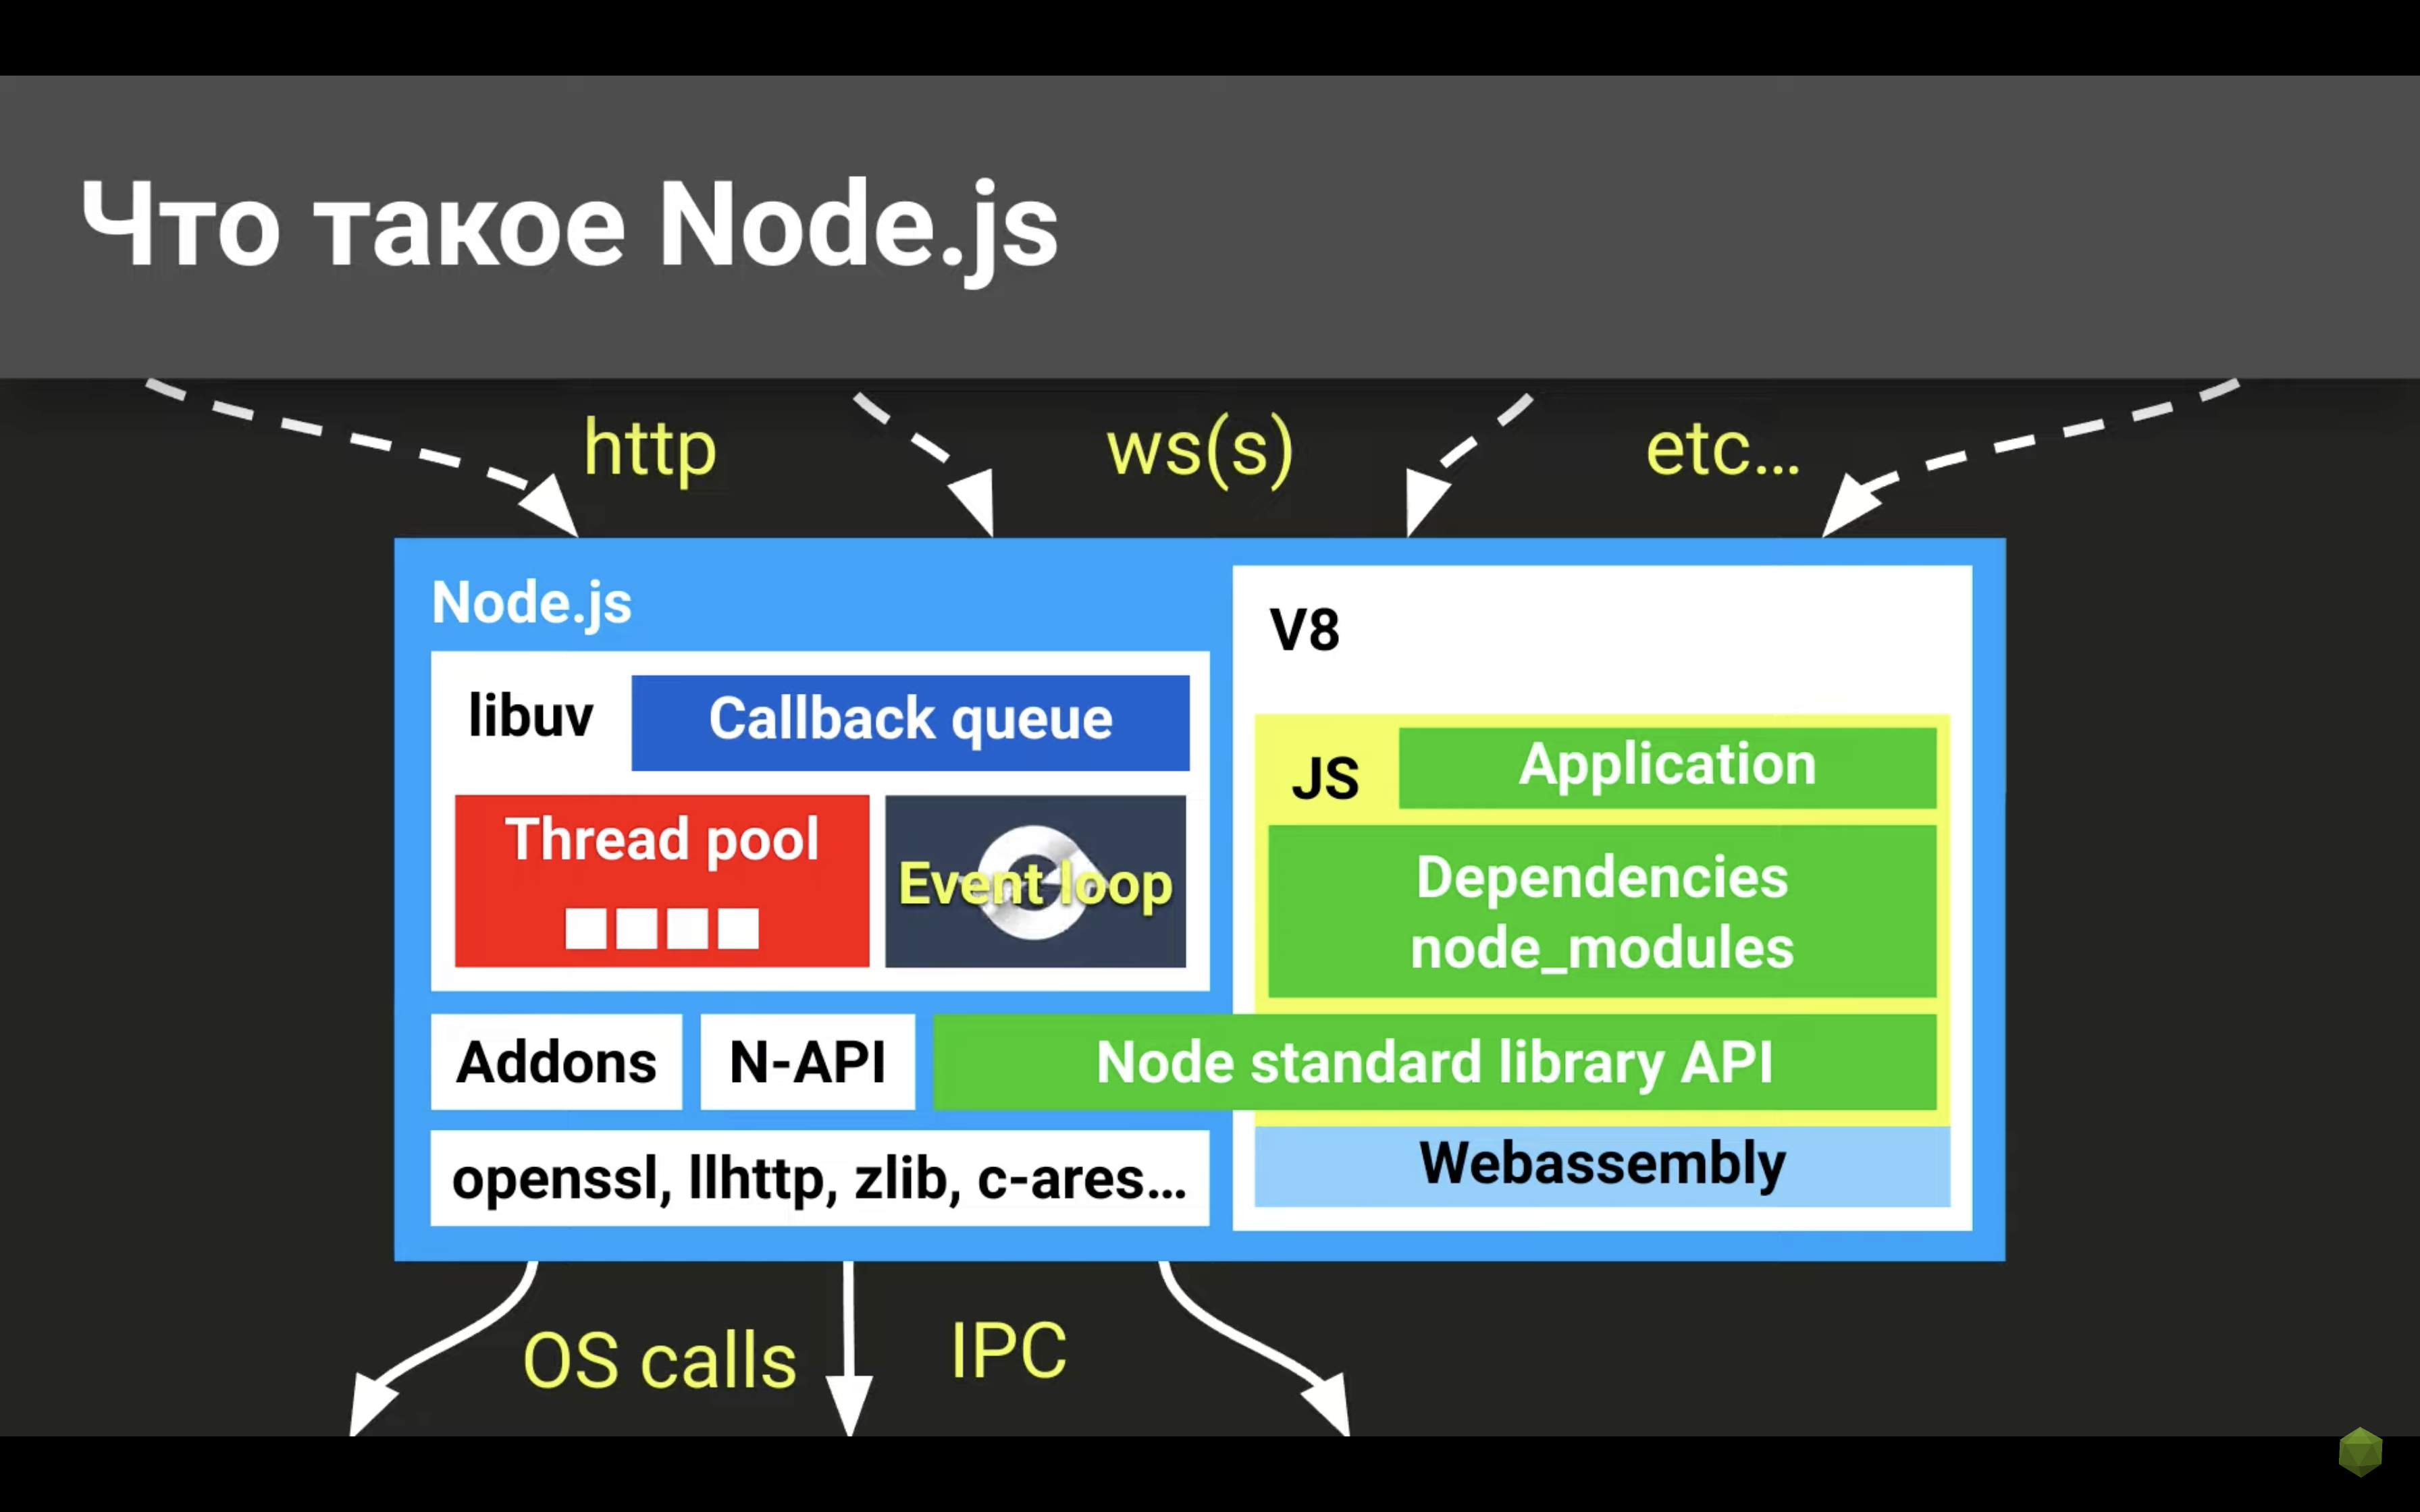 Что такое Node.js
http
ws(s)
etc...
Node.js
V8
libuv
Callback queue
JS
Application
Thread pool
Event loop
Dependencies
node_modules
Addons
N-API
Node standard library API
openssl, llhttp, zlib, c-ares...
Webassembly
OS calls
IPC